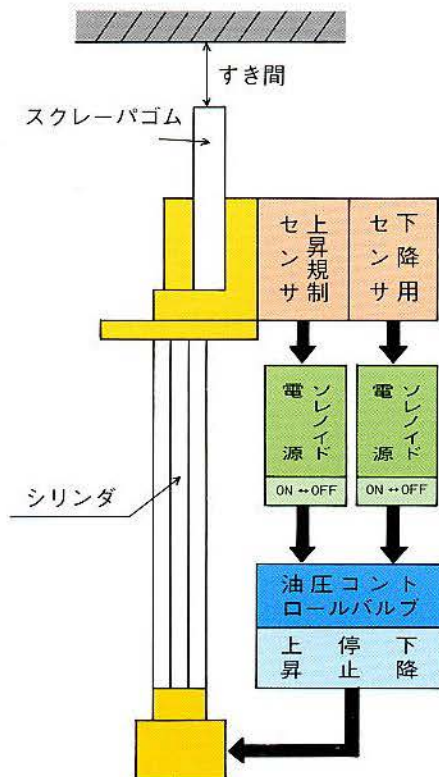 すき間
スクレーパゴム
上昇規制
センサ
下降用
センサ
ソレノイド
電源
ON ↔ OFF
ソレノイド
電源
ON ↔ OFF
シリンダ
油圧コント
ロールバルブ
上昇
停止
下降